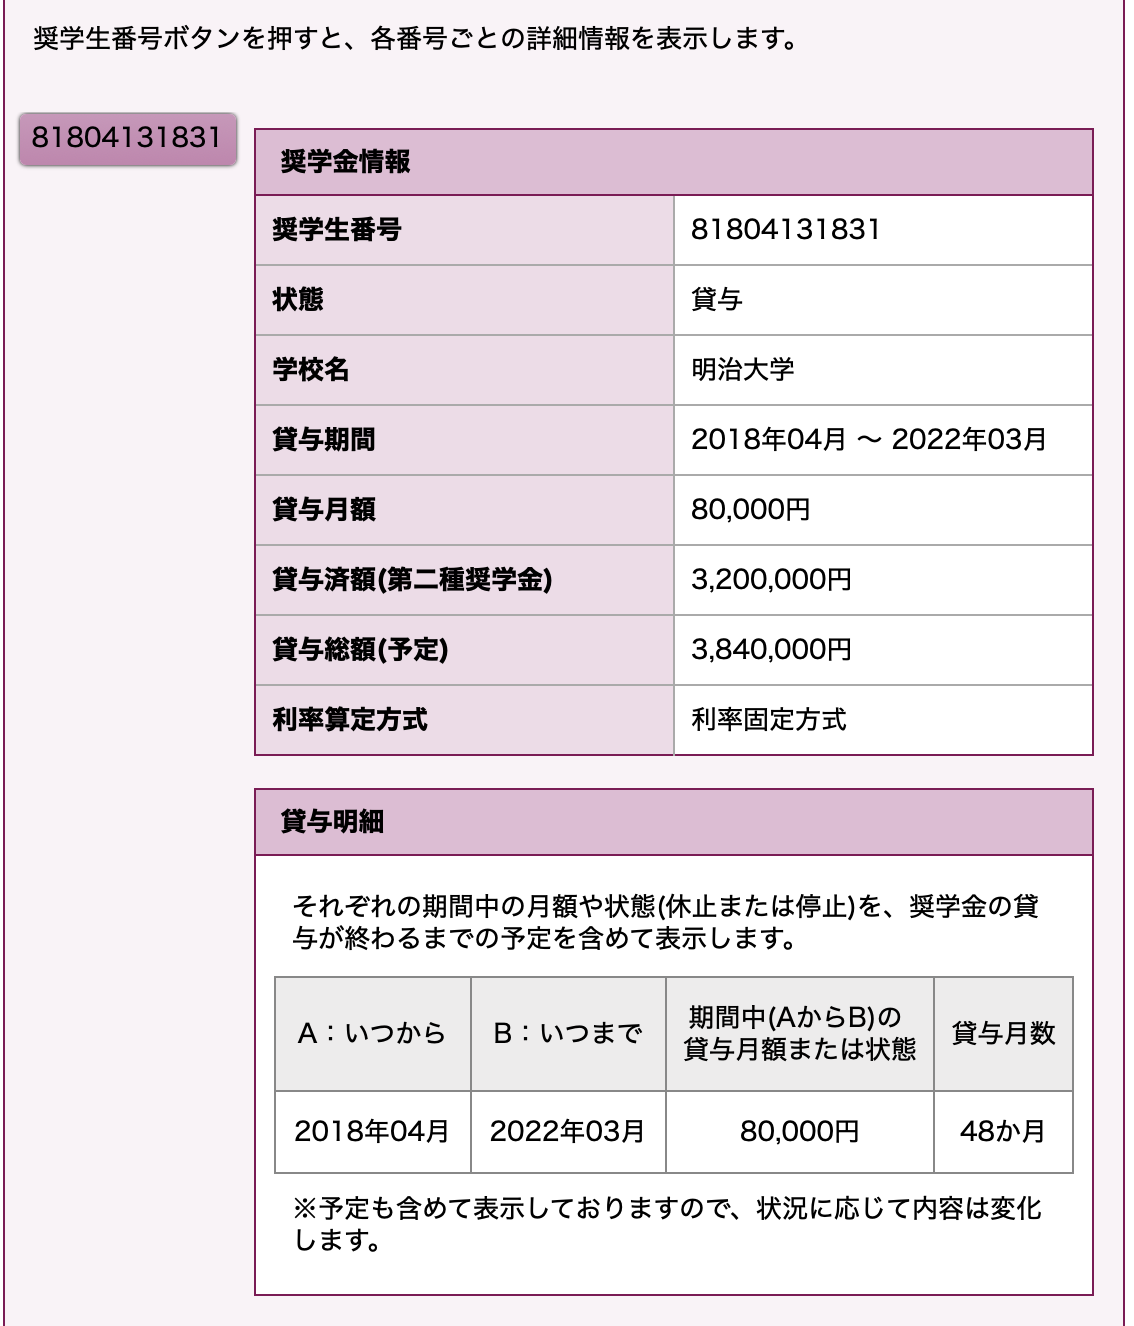 奨学生番号ボタンを押すと、各番号ごとの詳細情報を表示します。
81804131831
奨学金情報
奨学生番号 81804131831
状態 貸与
学校名 明治大学
貸与期間 2018年04月 〜 2022年03月
貸与月額 80,000円
貸与済額(第二種奨学金) 3,200,000円
貸与総額(予定) 3,840,000円
利率算定方式 利率固定方式
貸与明細
それぞれの期間中の月額や状態(休止または停止)を、奨学金の貸
与が終わるまでの予定を含めて表示します。
A：いつから B：いつまで 期間中(AからB)の
貸与月額または状態 貸与月数
2018年04月 2022年03月 80,000円 48か月
※予定も含めて表示しておりますので、状況に応じて内容は変化
します。